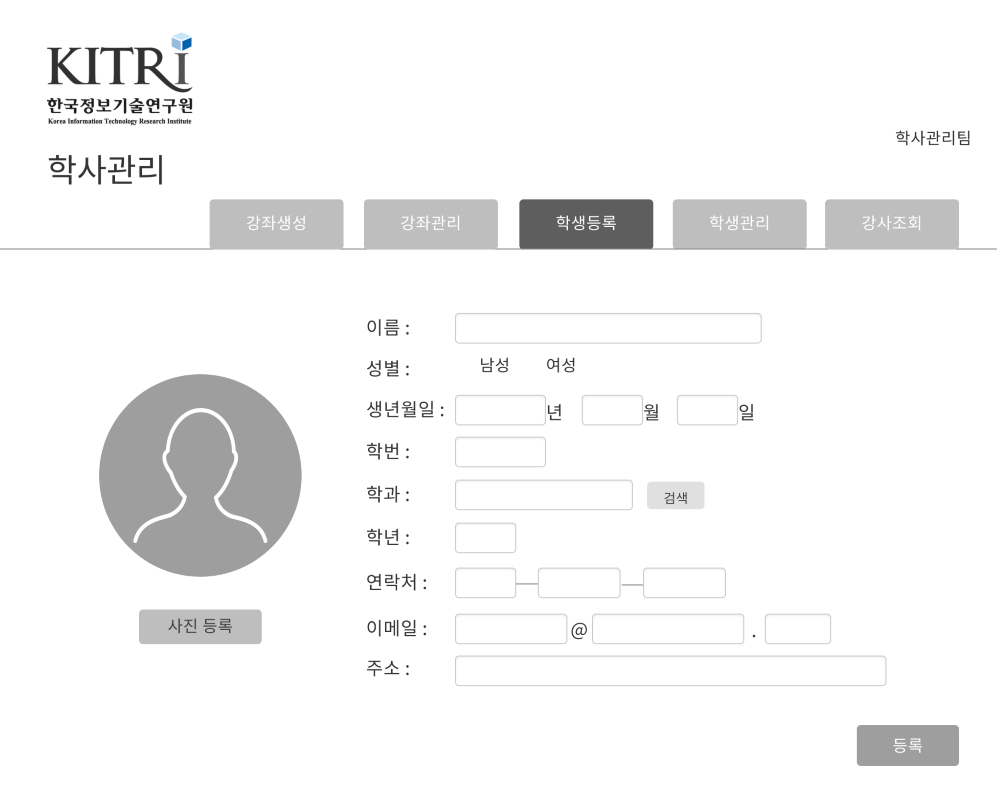 KITRi
한국정보기술연구원
Korea Information Technology Research Institute
학사관리팀
학사관리
강좌생성 강좌관리 학생등록 학생관리 강사조회
이름 :
성별 : 남성 여성
생년월일 : 년 월 일
학번 :
학과 : 검색
학년 :
연락처 :
이메일 : @ .
주소 :
사진 등록
등록